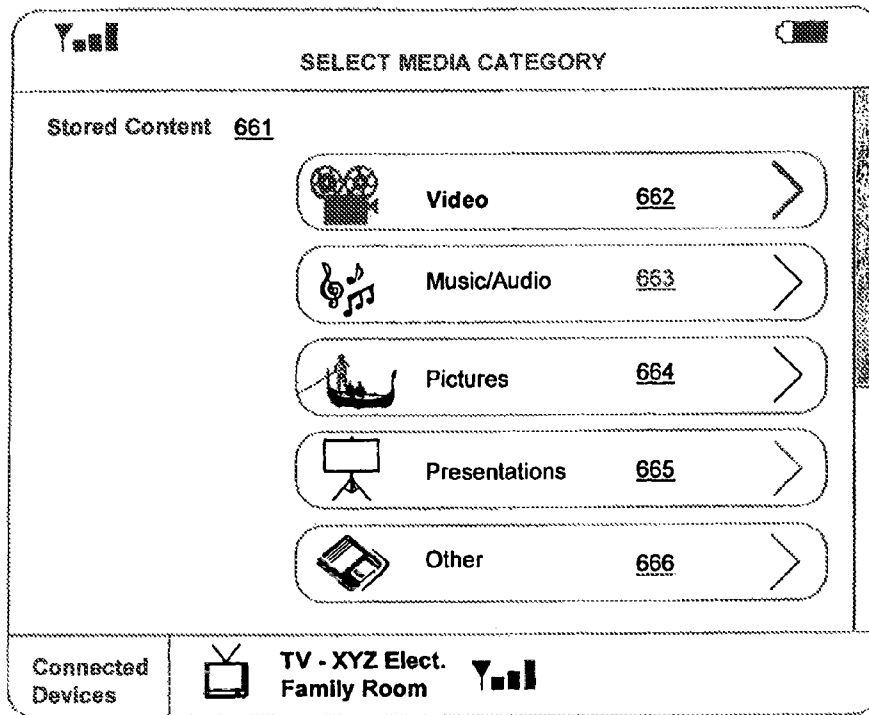 SELECT MEDIA CATEGORY
Stored Content 661
Video 662
Music/Audio 663
Pictures 664
Presentations 665
Other 666
Connected Devices
TV - XYZ Elect.
Family Room